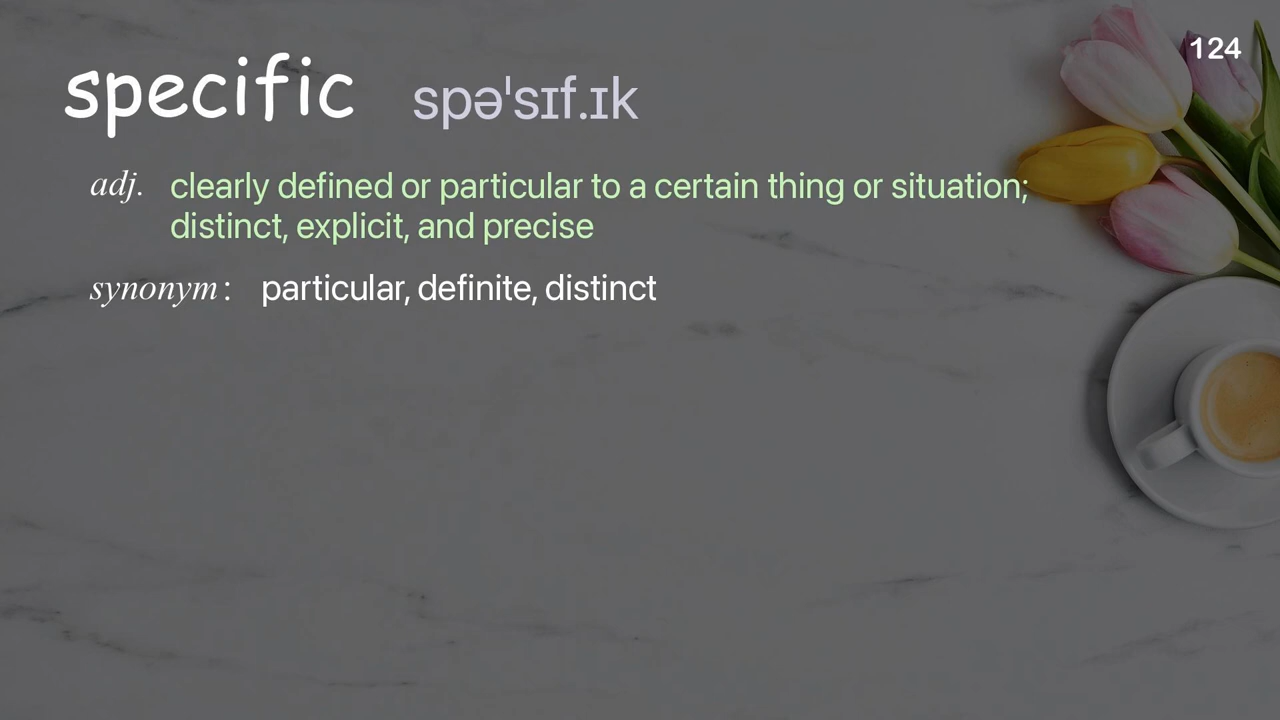 124
specific spəˈsɪf.ɪk
adj. clearly defined or particular to a certain thing or situation;
distinct, explicit, and precise
synonym: particular, definite, distinct